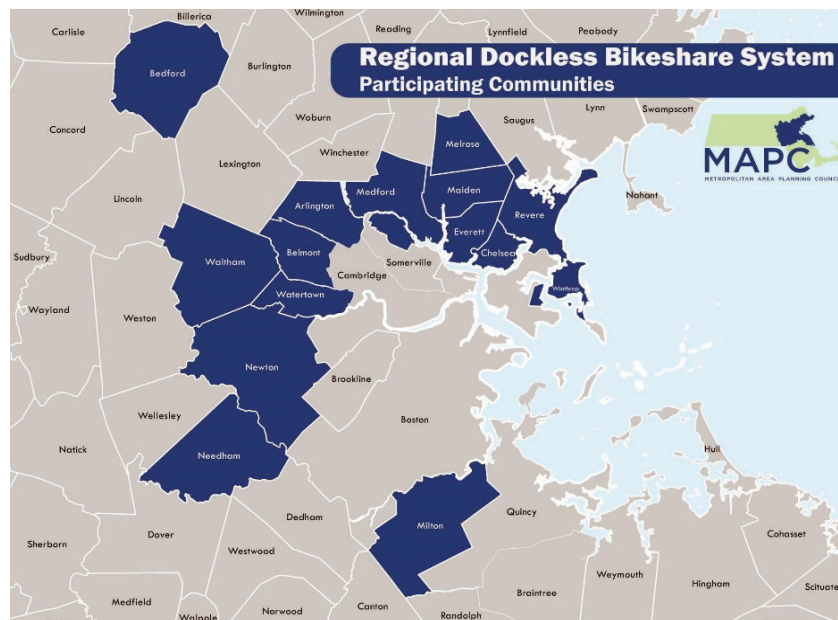 Carlisle
Billerica
Wilmington
Reading
Lynnfield
Peabody
Regional Dockless Bikeshare System
Participating Communities
Bedford
Burlington
Lynn
Swampscott
Woburn
Saugus
Concord
Melrose
MAPC
METROPOLITAN AREA PLANNING COUNC
Winchester
Lexington
Medford
Malden
Nahant
Lincoln
Arlington
Revere
Everett
Belmont
Chelsea
Sudbury
Waltham
Somerville
Cambridge
Watertown
Wayland
Weston
Newton
Brookline
Wellesley
Boston
Natick
Needham
Hull
Quincy
Milton
Dedham
Dover
Cohasset
Sherborn
Westwood
Weymouth
Hingham
Scituate
Braintree
Medfield
Canton
Norwood
Randolph
Walpole